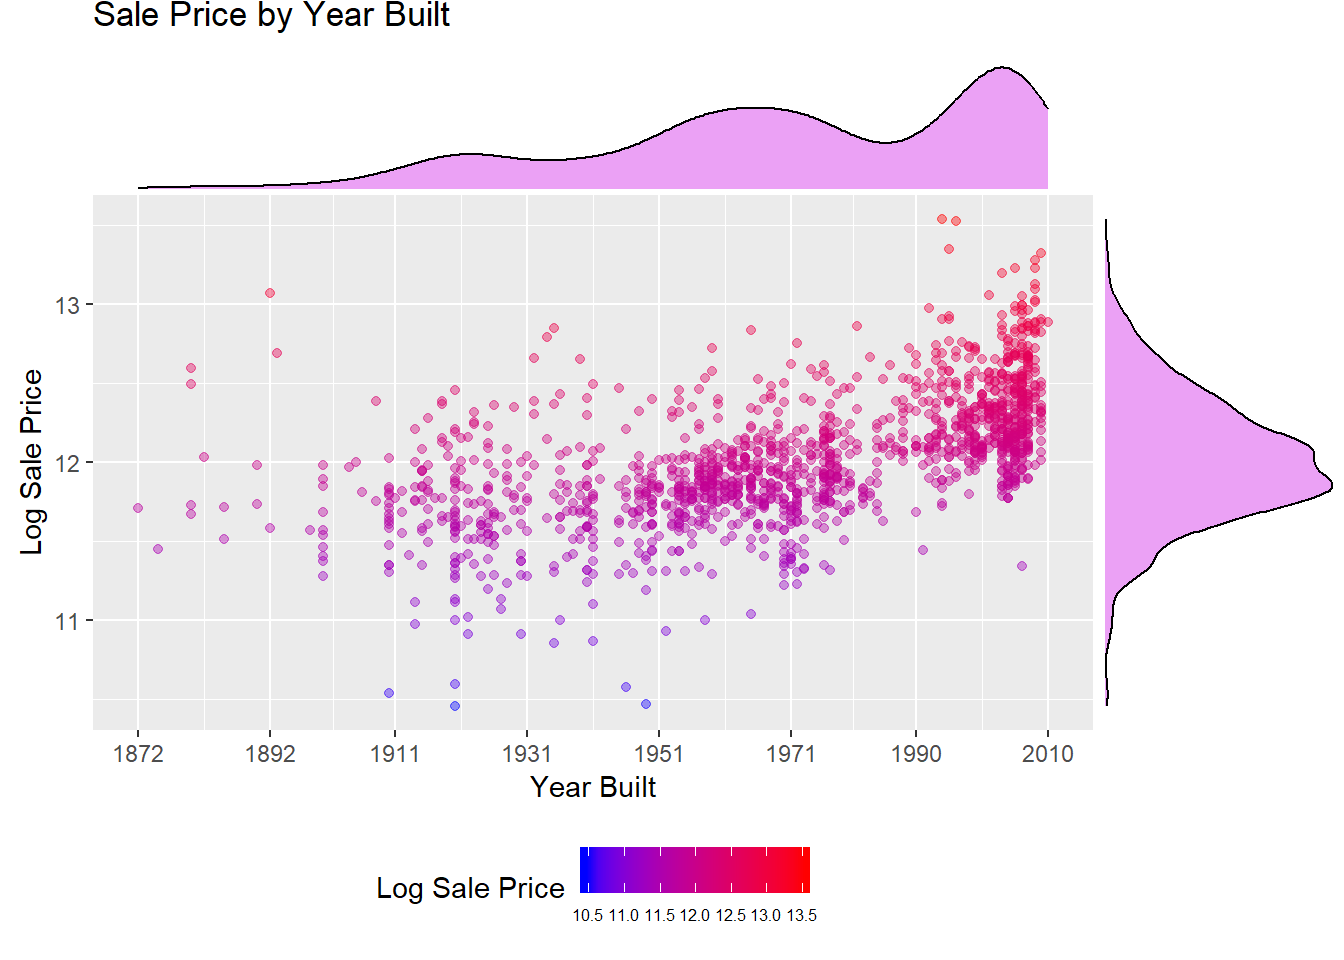 Sale Price by Year Built
13
12
11
Log Sale Price
1872 1892 1911 1931 1951 1971 1990 2010
Year Built
Log Sale Price
10.5 11.0 11.5 12.0 12.5 13.0 13.5